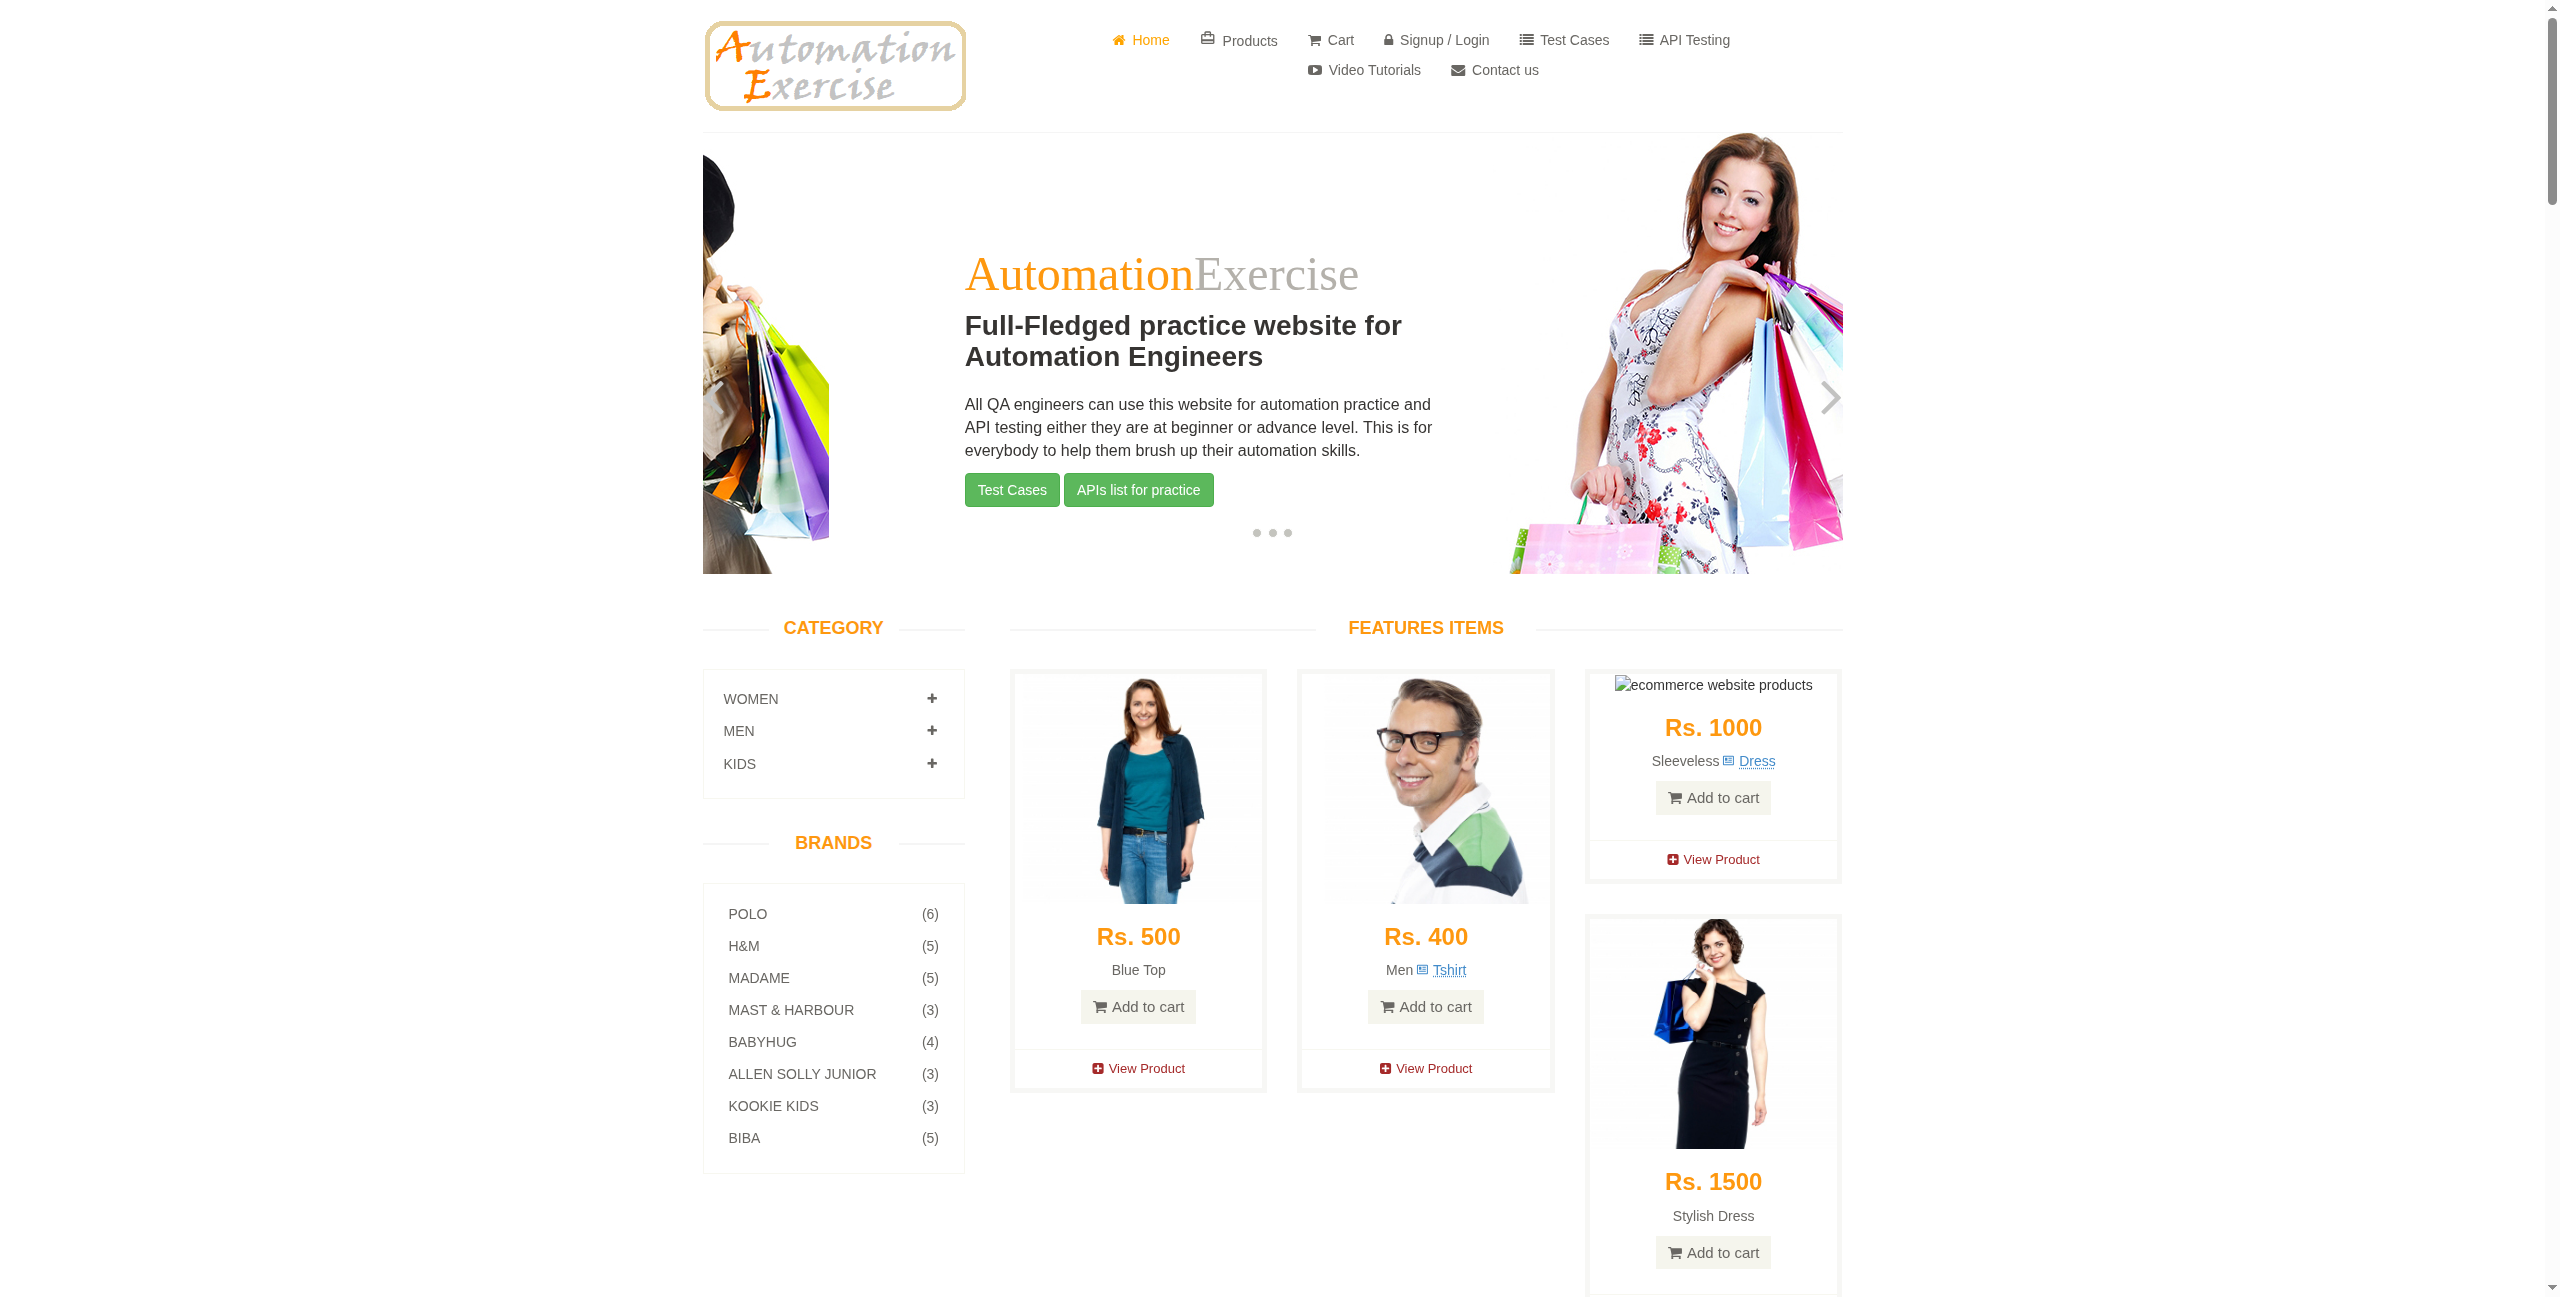 Automation
Exercise
Home
Products
Cart
Signup / Login
Test Cases
API Testing
Video Tutorials
Contact us
AutomationExercise
Full-Fledged practice website for
Automation Engineers
All QA engineers can use this website for automation practice and
API testing either they are at beginner or advance level. This is for
everybody to help them brush up their automation skills.
Test Cases
APIs list for practice
CATEGORY
WOMEN
MEN
KIDS
BRANDS
POLO (6)
H&M (5)
MADAME (5)
MAST & HARBOUR (3)
BABYHUG (4)
ALLEN SOLLY JUNIOR (3)
KOOKIE KIDS (3)
BIBA (5)
FEATURES ITEMS
Rs. 500
Blue Top
Add to cart
View Product
Rs. 400
Men Tshirt
Add to cart
View Product
ecommerce website products
Rs. 1000
Sleeveless Dress
Add to cart
View Product
Rs. 1500
Stylish Dress
Add to cart